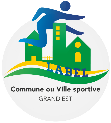 LABEL
Commune ou Ville sportive
GRAND EST